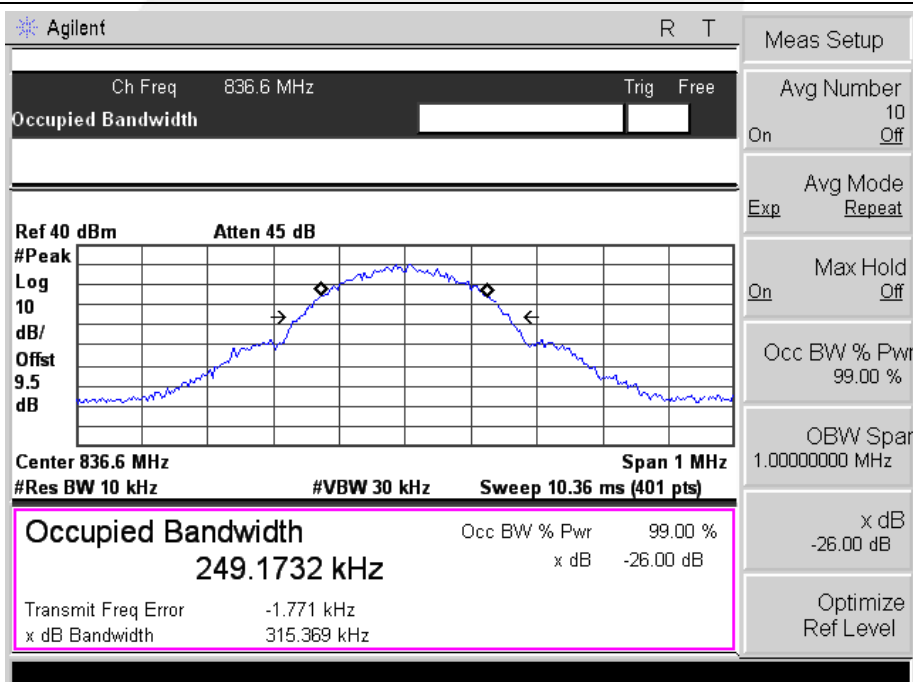 Agilent R T
Ch Freq 836.6 MHz Trig Free
Occupied Bandwidth
Ref 40 dBm Atten 45 dB
#Peak
Log
10
dB/
Offst
9.5
dB
Center 836.6 MHz Span 1 MHz
#Res BW 10 kHz #VBW 30 kHz Sweep 10.36 ms (401 pts)
Occupied Bandwidth
249.1732 kHz
Occ BW % Pwr 99.00 %
x dB -26.00 dB
Transmit Freq Error -1.771 kHz
x dB Bandwidth 315.369 kHz
Meas Setup
Avg Number
10
On Off
Avg Mode
Exp Repeat
Max Hold
On Off
Occ BW % Pwr
99.00 %
OBW Span
1.00000000 MHz
x dB
-26.00 dB
Optimize
Ref Level